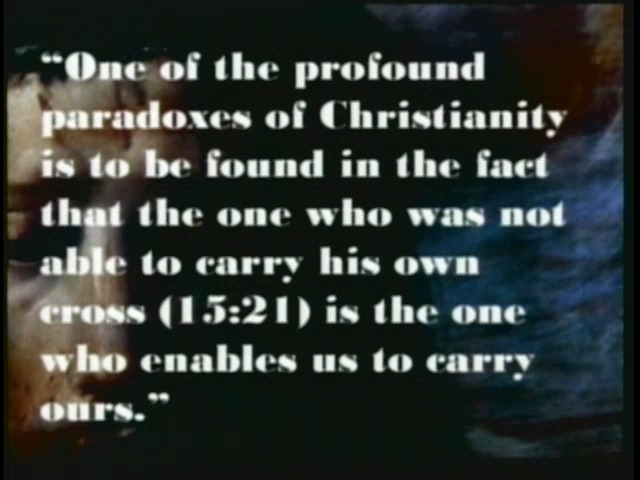 “One of the profound
paradoxes of Christianity
is to be found in the fact
that the one who was not
able to carry his own
cross (15:21) is the one
who enables us to carry
ours.”